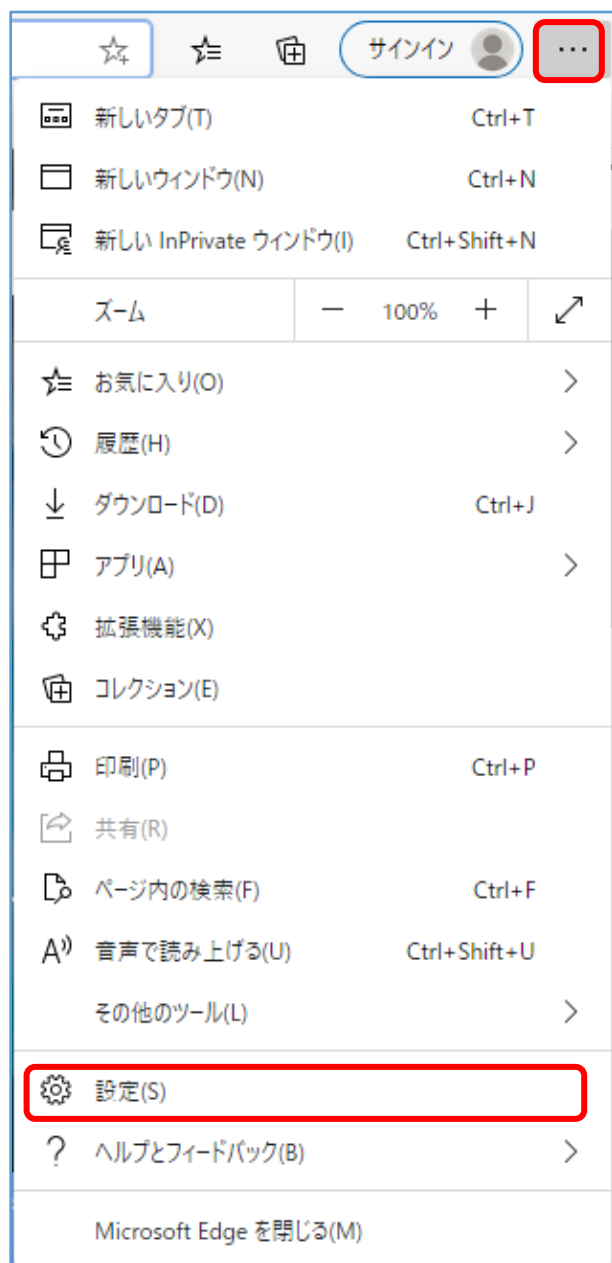 サインイン
新しいタブ(T) Ctrl+T
新しいウィンドウ(N) Ctrl+N
新しい InPrivate ウィンドウ(I) Ctrl+Shift+N
ズーム − 100% +
お気に入り(O)
履歴(H)
ダウンロード(D) Ctrl+J
アプリ(A)
拡張機能(X)
コレクション(E)
印刷(P) Ctrl+P
共有(R)
ページ内の検索(F) Ctrl+F
音声で読み上げる(U) Ctrl+Shift+U
その他のツール(L)
設定(S)
ヘルプとフィードバック(B)
Microsoft Edge を閉じる(M)